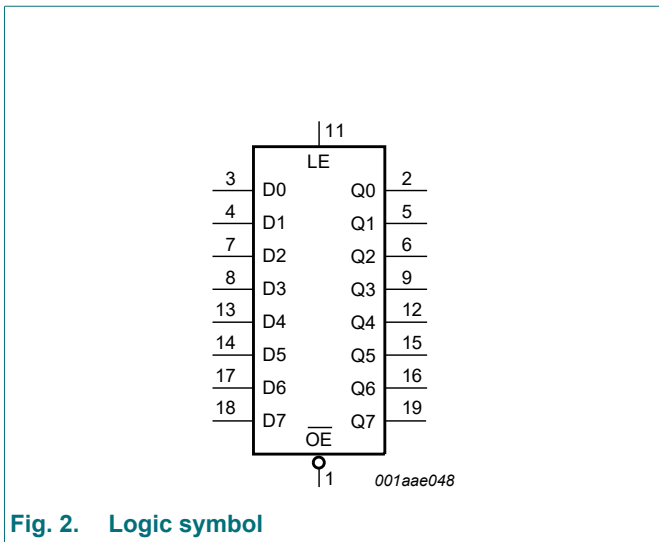 11
LE
3 D0 Q0 2
4 D1 Q1 5
7 D2 Q2 6
8 D3 Q3 9
13 D4 Q4 12
14 D5 Q5 15
17 D6 Q6 16
18 D7 Q7 19
OE
1 001aae048
Fig. 2. Logic symbol